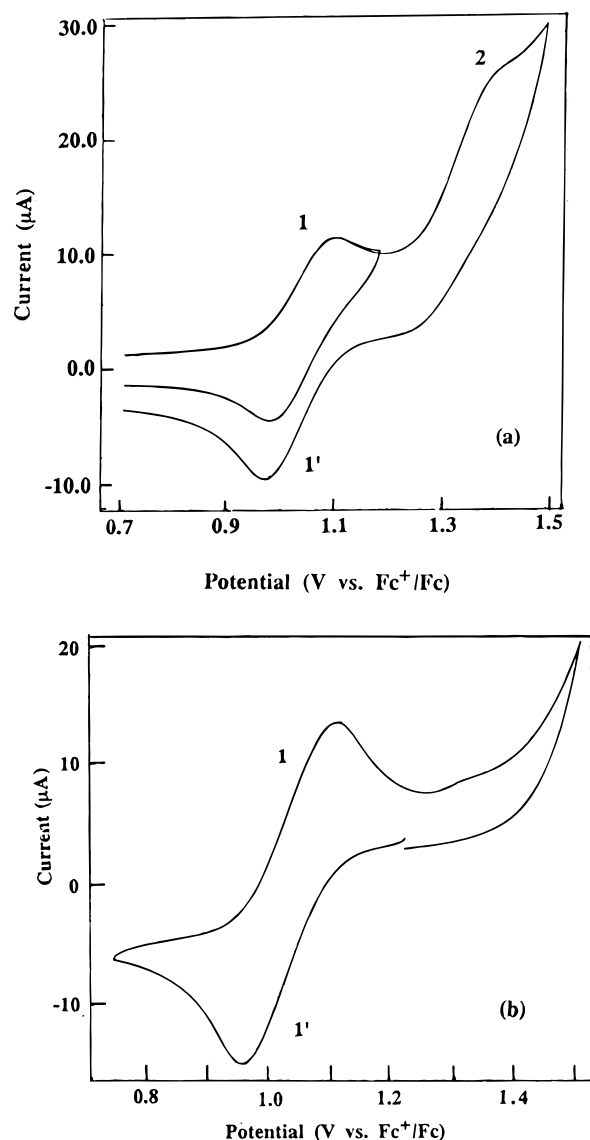 30.0
2
20.0
1
10.0
Current (μA)
0.0
(a)
1'
-10.0
0.7 0.9 1.1 1.3 1.5
Potential (V vs. Fc+/Fc)
20
1
10
Current (μA)
0
-10
(b)
1'
0.8 1.0 1.2 1.4
Potential (V vs. Fc+/Fc)